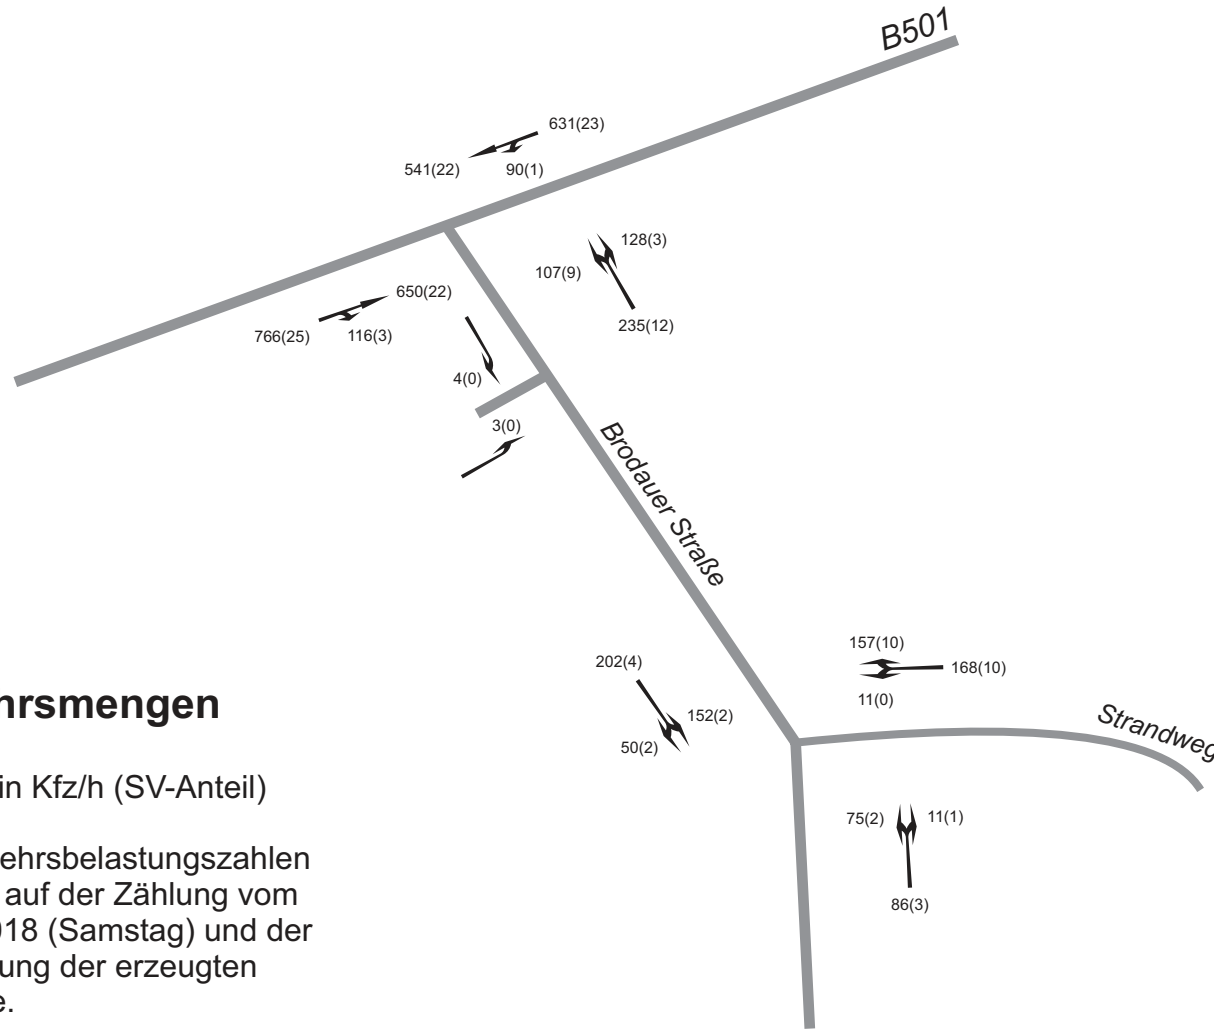 B501
631(23)
541(22)
90(1)
128(3)
107(9)
650(22)
235(12)
766(25)
116(3)
4(0)
3(0)
Brodauer Straße
157(10)
202(4)
168(10)
11(0)
152(2)
50(2)
Strandweg
75(2)
11(1)
86(3)
hrsmengen
in Kfz/h (SV-Anteil)
ehrsbelastungszahlen
auf der Zählung vom
018 (Samstag) und der
ung der erzeugten
e.